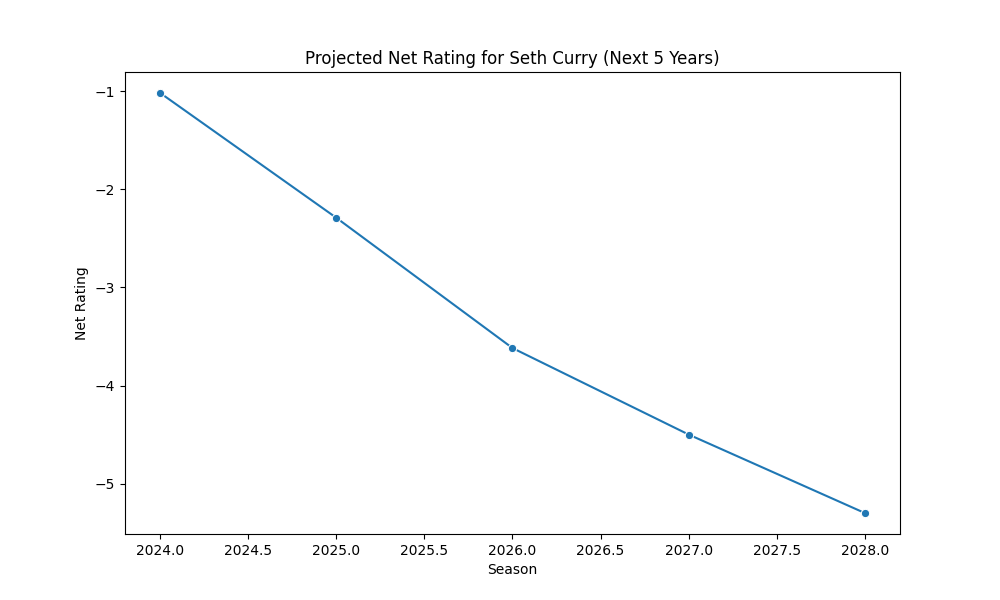 Projected Net Rating for Seth Curry (Next 5 Years)
−1
−2
−3
−4
−5
Net Rating
2024.0 2024.5 2025.0 2025.5 2026.0 2026.5 2027.0 2027.5 2028.0
Season